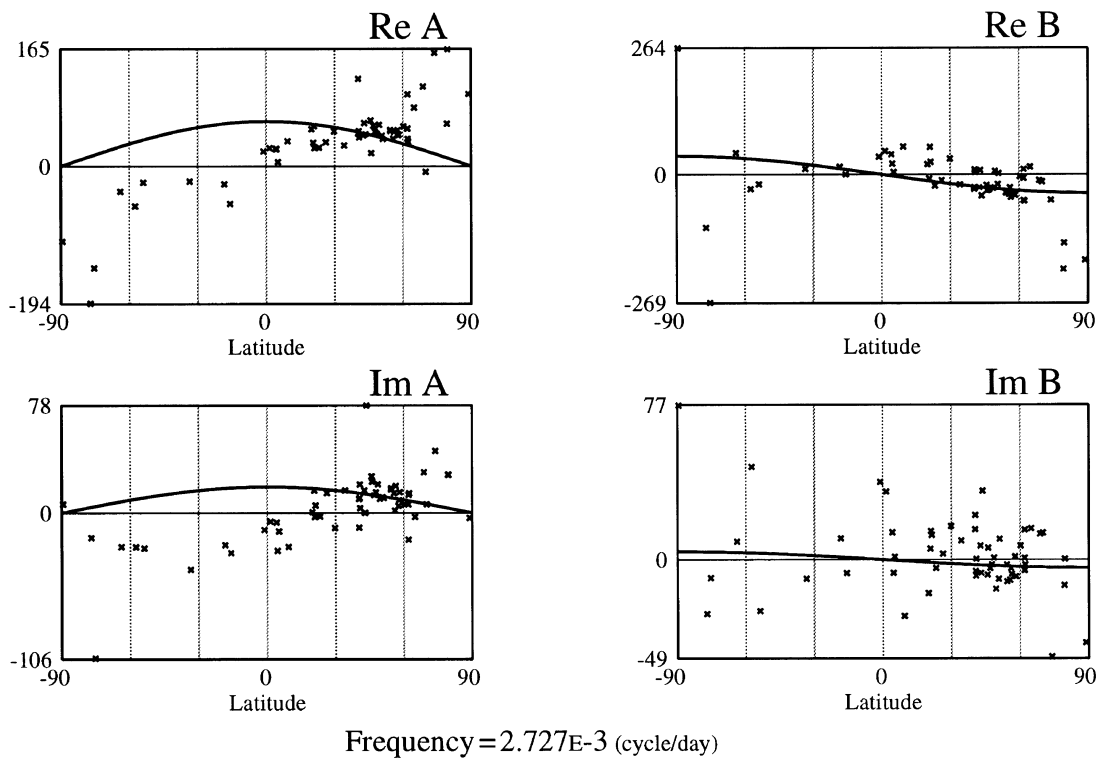 Re A
165
0
-194
-90 0 90
Latitude
Re B
264
0
-269
-90 0 90
Latitude
Im A
78
0
-106
-90 0 90
Latitude
Im B
77
0
-49
-90 0 90
Latitude
Frequency=2.727E-3 (cycle/day)